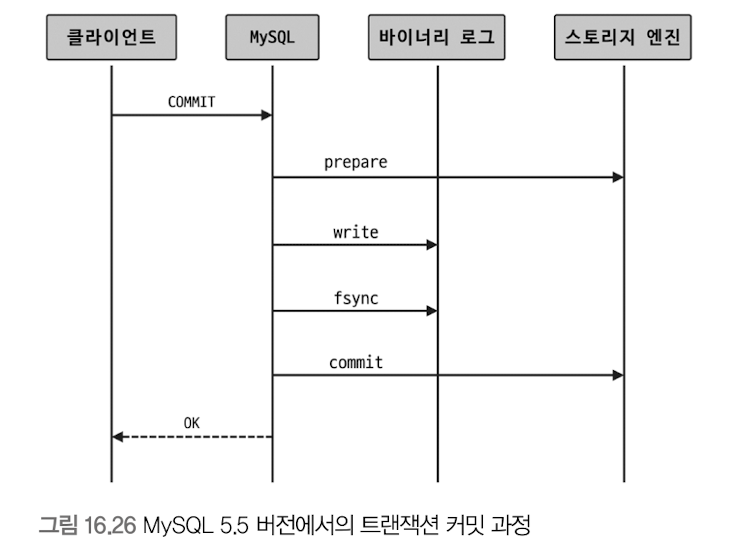 클라이언트 MySQL 바이너리 로그 스토리지 엔진
COMMIT
prepare
write
fsync
commit
OK
그림 16.26 MySQL 5.5 버전에서의 트랜잭션 커밋 과정